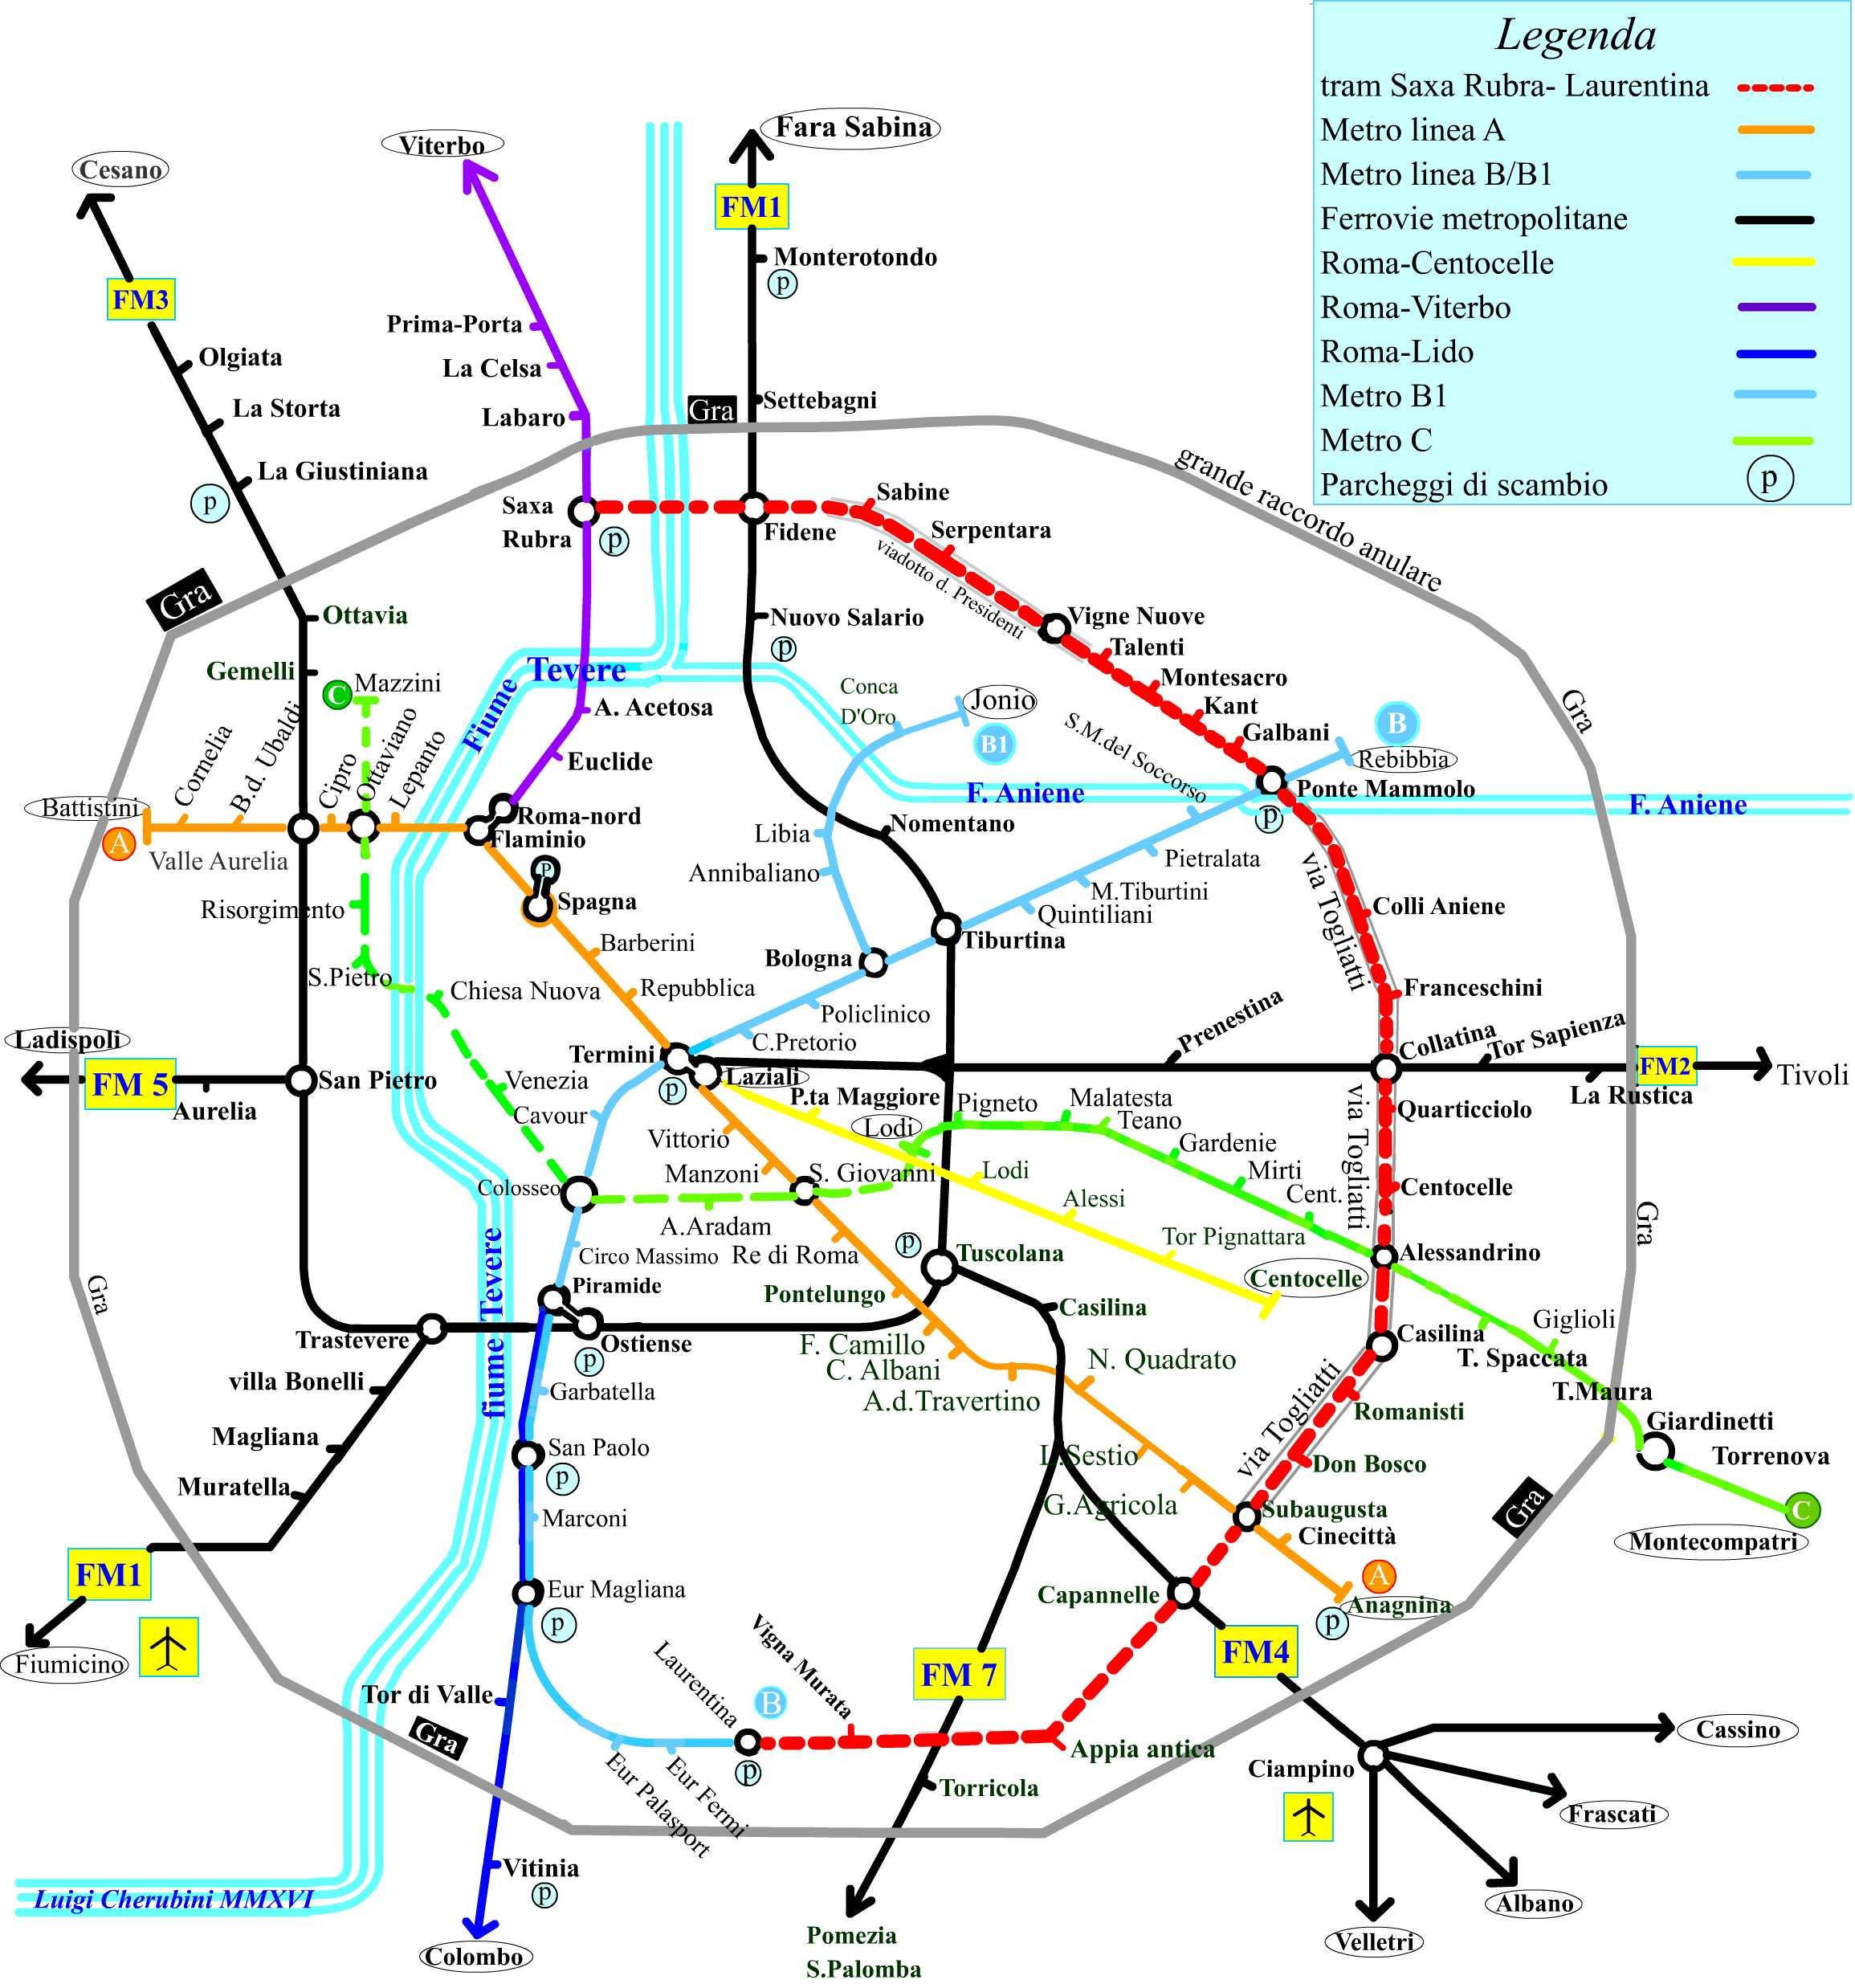 Legenda
tram Saxa Rubra- Laurentina
Metro linea A
Metro linea B/B1
Ferrovie metropolitane
Roma-Centocelle
Roma-Viterbo
Roma-Lido
Metro B1
Metro C
Parcheggi di scambio
p
Fara Sabina
Viterbo
Cesano
FM1
Monterotondo
p
FM3
Prima-Porta
Olgiata
La Celsa
Settebagni
La Storta
Labaro
Gra
La Giustiniana
p
grande raccordo anulare
Saxa
Rubra
p
Fidene
Sabine
Serpentara
viadotto d. Presidenti
Gra
Ottavia
Nuovo Salario
p
Vigne Nuove
Talenti
Gemelli
Tevere
Fiume
C
Mazzini
Montesacro
Conca
D'Oro
Jonio
B1
Kant
Gra
A. Acetosa
Galbani
S.M.del Soccorso
B
Rebibbia
Euclide
Cornelia
B.d. Ubaldi
Cipro
Ottaviano
Lepanto
Ponte Mammolo
p
F. Aniene
F. Aniene
Battistini
A
Roma-nord
Flaminio
Nomentano
Libia
Valle Aurelia
Pietralata
P
Annibaliano
M.Tiburtini
via Togliatti
Spagna
Risorgimento
Quintiliani
Colli Aniene
Barberini
Bologna
Tiburtina
S.Pietro
Chiesa Nuova
Repubblica
Franceschini
Policlinico
Prenestina
Ladispoli
C.Pretorio
Termini
p
Collatina
Tor Sapienza
FM 5
San Pietro
Venezia
Laziali
FM2
Tivoli
Aurelia
P.ta Maggiore
La Rustica
Cavour
Pigneto
Malatesta
Teano
Quarticciolo
Lodi
Vittorio
Gardenie
via Togliatti
Manzoni
S. Giovanni
Lodi
Mirti
Cent.
Centocelle
Colosseo
Alessi
A.Aradam
Gra
Circo Massimo
Re di Roma
p
Tuscolana
Tor Pignattara
Alessandrino
fiume Tevere
Gra
Piramide
Pontelungo
Centocelle
Casilina
Giglioli
Trastevere
Ostiense
p
F. Camillo
Casilina
T. Spaccata
C. Albani
N. Quadrato
villa Bonelli
Garbatella
A.d.Travertino
T.Maura
via Togliatti
Romanisti
Giardinetti
Magliana
San Paolo
p
L.Sestio
Don Bosco
Torrenova
Muratella
G.Agricola
Subaugusta
Gra
C
Marconi
Cinecittà
Montecompatri
FM1
Eur Magliana
p
Capannelle
A
Anagnina
p
Fiumicino
Vigna Murata
FM4
Laurentina
FM 7
Tor di Valle
B
Gra
p
Appia antica
Cassino
Eur Palasport
Eur Fermi
Torricola
Ciampino
Frascati
Vitinia
p
Luigi Cherubini MMXVI
Albano
Pomezia
S.Palomba
Velletri
Colombo